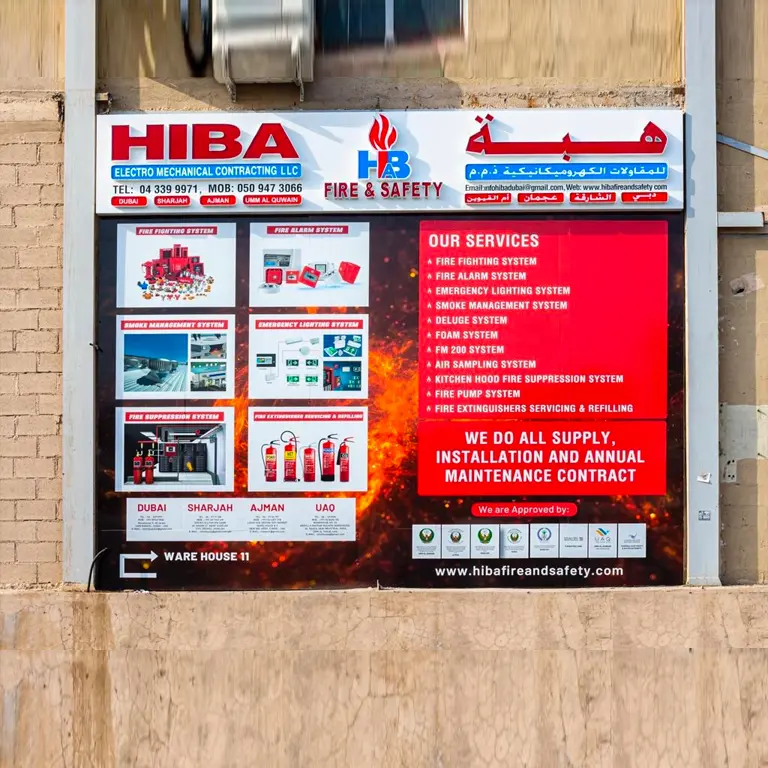 HIBA
ELECTRO MECHANICAL CONTRACTING LLC
TEL: 04 339 9971, MOB: 050 947 3066
DUBAI SHARJAH AJMAN UMM AL QUWAIN
HAB
FIRE & SAFETY
هبة
للمقاولات الكهروميكانيكية ذ.م.م
Email:infohibadubai@gmail.com, Web: www.hibafireandsafety.com
دبي الشارقة عجمان أم القيوين
FIRE FIGHTING SYSTEM
FIRE ALARM SYSTEM
SMOKE MANAGEMENT SYSTEM
EMERGENCY LIGHTING SYSTEM
FIRE SUPPRESSION SYSTEM
FIRE EXTINGUISHERS SERVICING & REFILLING
DUBAI SHARJAH AJMAN UAQ
WARE HOUSE 11
OUR SERVICES
FIRE FIGHTING SYSTEM
FIRE ALARM SYSTEM
EMERGENCY LIGHTING SYSTEM
SMOKE MANAGEMENT SYSTEM
DELUGE SYSTEM
FOAM SYSTEM
FM 200 SYSTEM
AIR SAMPLING SYSTEM
KITCHEN HOOD FIRE SUPPRESSION SYSTEM
FIRE PUMP SYSTEM
FIRE EXTINGUISHERS SERVICING & REFILLING
WE DO ALL SUPPLY,
INSTALLATION AND ANNUAL
MAINTENANCE CONTRACT
We are Approved by:
UAQ
www.hibafireandsafety.com